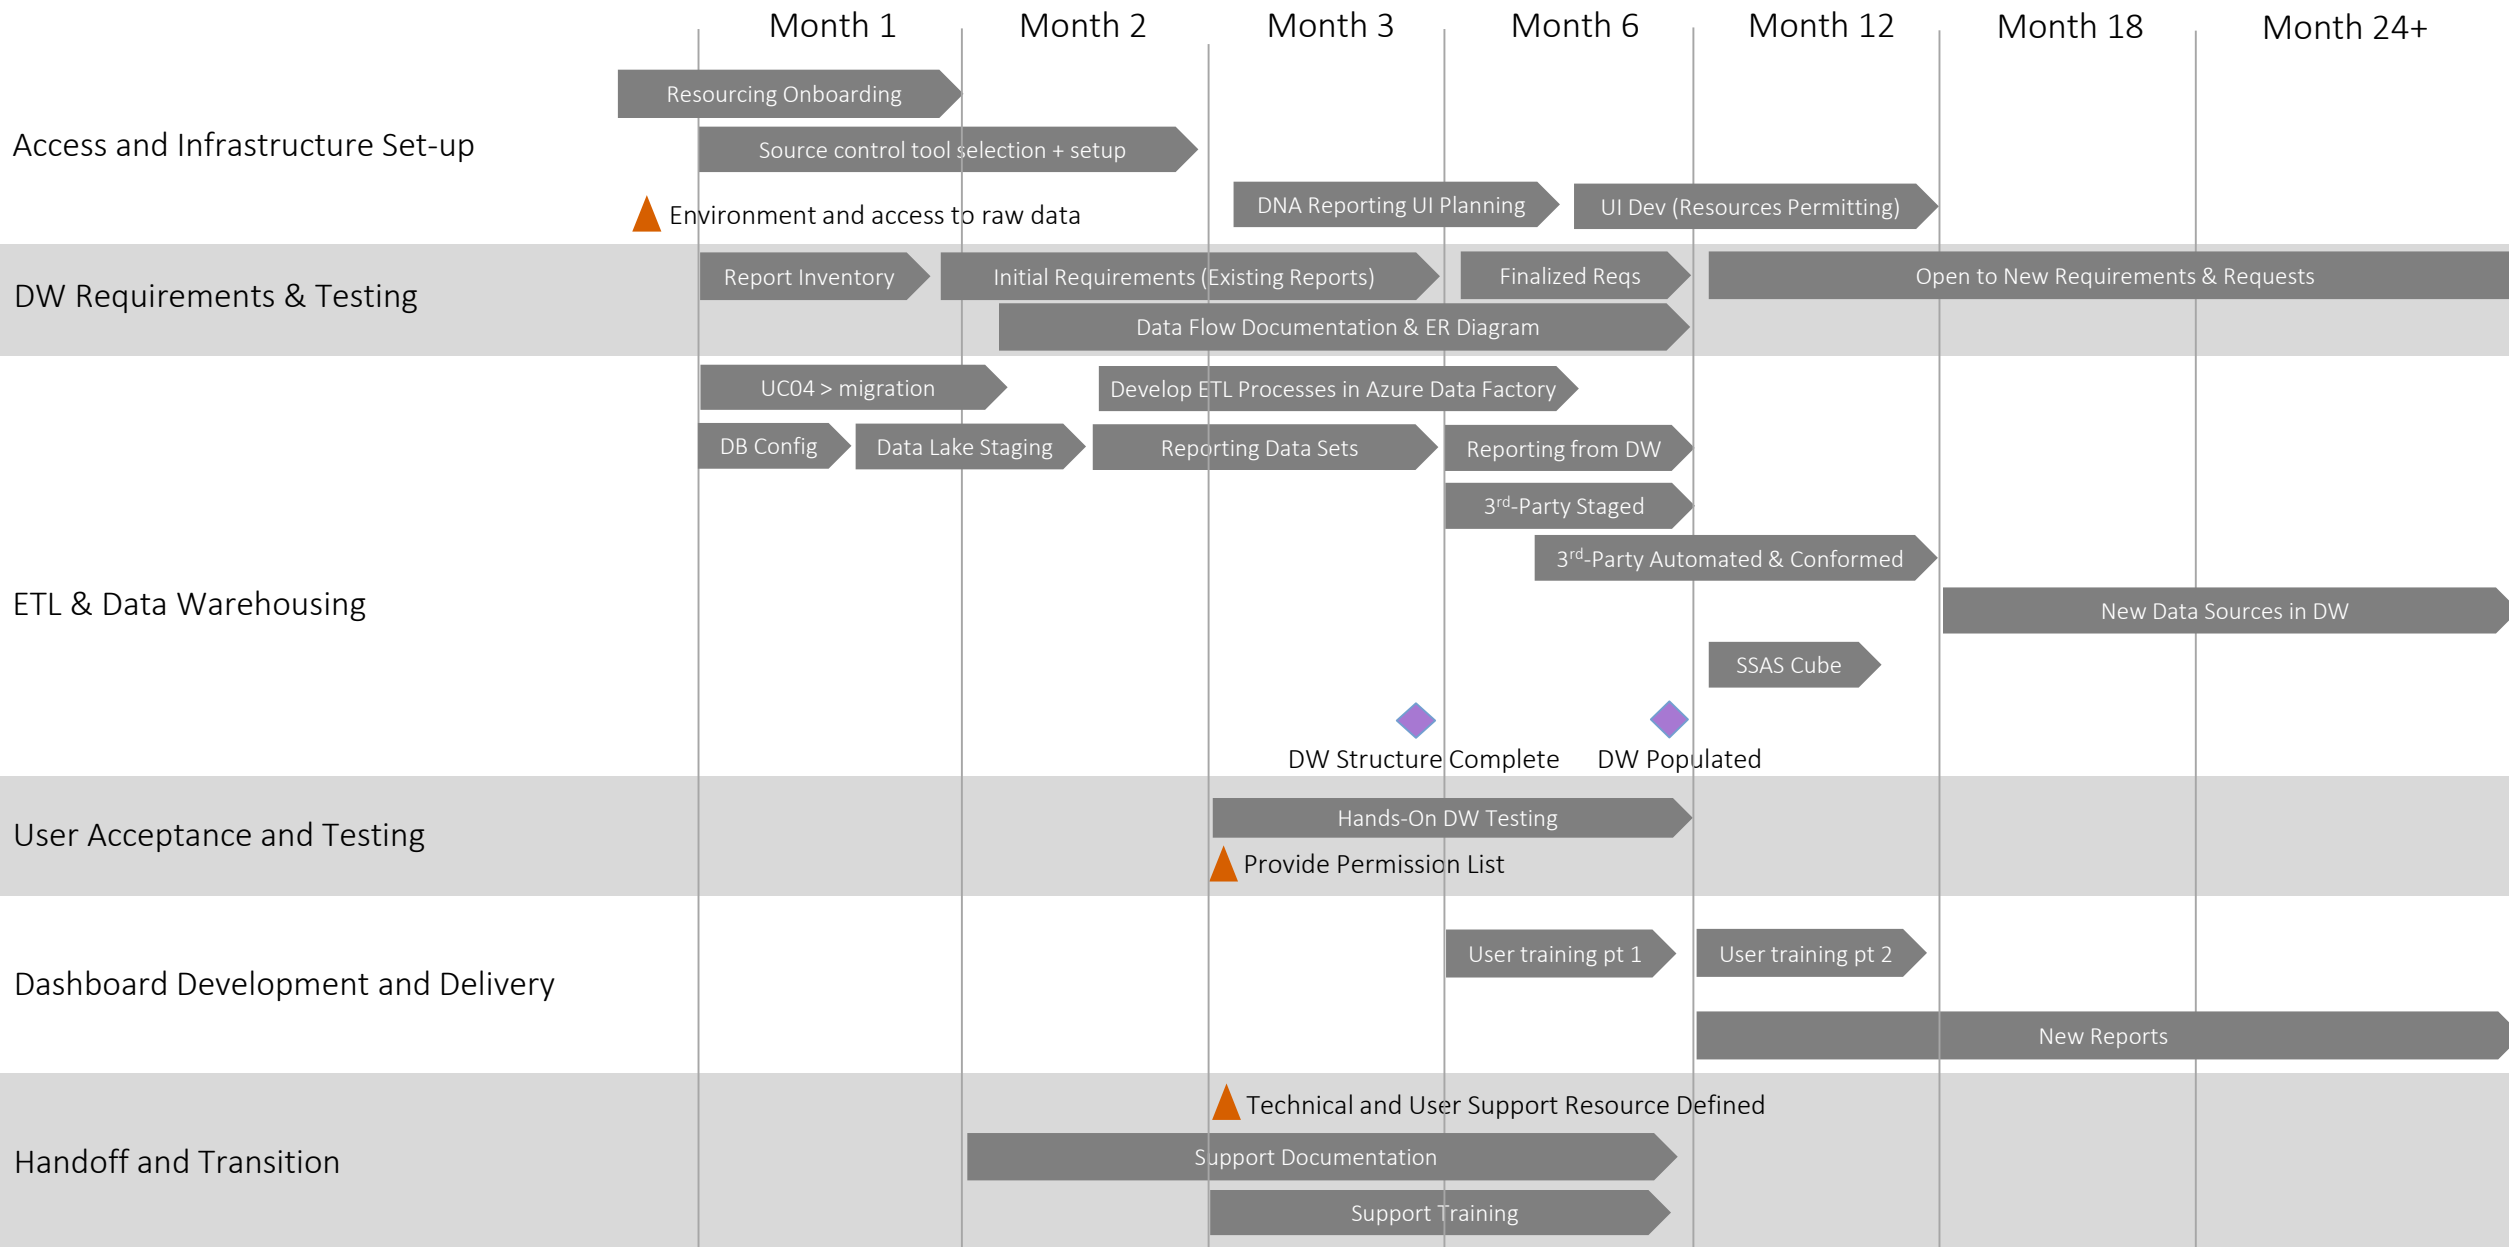 Month 1
Month 2
Month 3
Month 6
Month 12
Month 18
Month 24+
Access and Infrastructure Set-up
Resourcing Onboarding
Source control tool selection + setup
Environment and access to raw data
DNA Reporting UI Planning
UI Dev (Resources Permitting)
DW Requirements & Testing
Report Inventory
Initial Requirements (Existing Reports)
Finalized Reqs
Open to New Requirements & Requests
Data Flow Documentation & ER Diagram
ETL & Data Warehousing
UC04 > migration
Develop ETL Processes in Azure Data Factory
DB Config
Data Lake Staging
Reporting Data Sets
Reporting from DW
3rd-Party Staged
3rd-Party Automated & Conformed
New Data Sources in DW
SSAS Cube
DW Structure Complete
DW Populated
User Acceptance and Testing
Hands-On DW Testing
Provide Permission List
Dashboard Development and Delivery
User training pt 1
User training pt 2
New Reports
Handoff and Transition
Technical and User Support Resource Defined
Support Documentation
Support Training